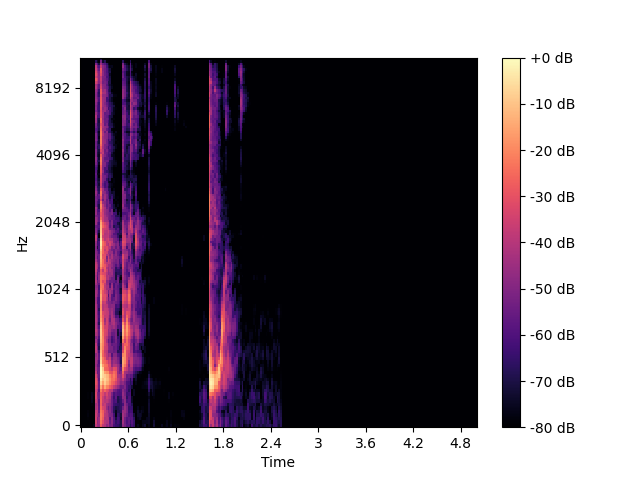 8192
4096
2048
1024
512
0
Hz
0
0.6
1.2
1.8
2.4
3
3.6
4.2
4.8
Time
+0 dB
-10 dB
-20 dB
-30 dB
-40 dB
-50 dB
-60 dB
-70 dB
-80 dB